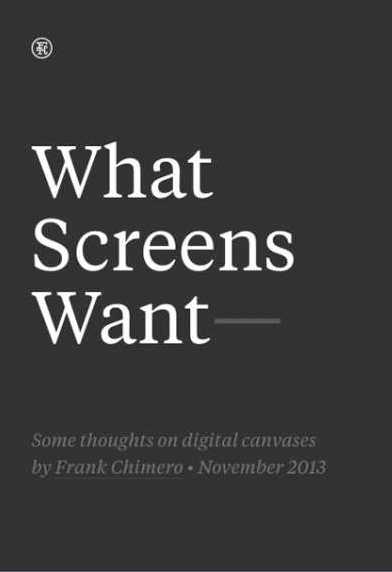 What
Screens
Want—
Some thoughts on digital canvases
by Frank Chimero • November 2013